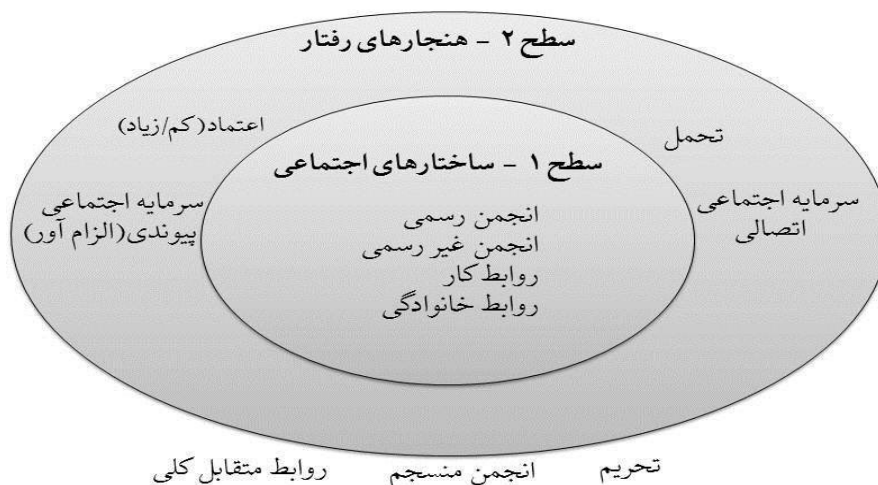 سطح ۲ - هنجارهای رفتار
اعتماد(کم/زیاد)
تحمل
سطح ۱ - ساختارهای اجتماعی
سرمایه اجتماعی
اتصالی
سرمایه اجتماعی
پیوندی(الزام آور)
انجمن رسمی
انجمن غیر رسمی
روابط کار
روابط خانوادگی
تحریم
انجمن منسجم
روابط متقابل کلی